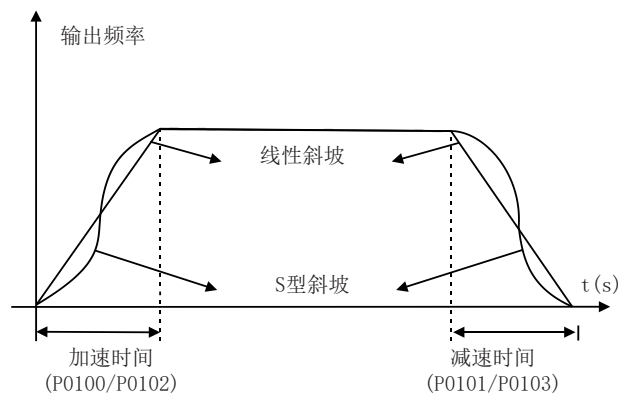 输出频率
线性斜坡
S型斜坡
t(s)
加速时间
(P0100/P0102)
减速时间
(P0101/P0103)